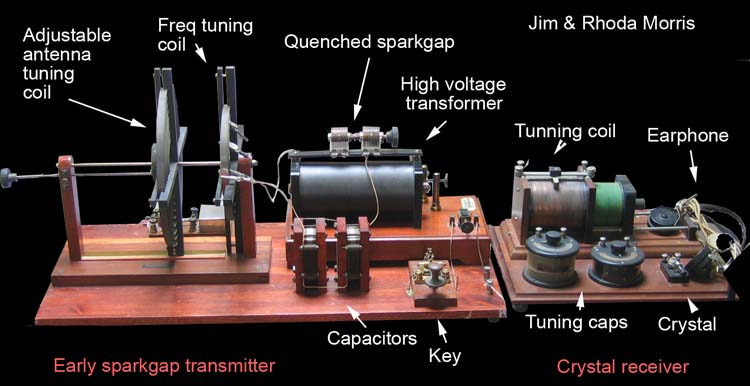 Jim & Rhoda Morris
Adjustable
antenna
tuning
coil
Freq tuning
coil
Quenched sparkgap
High voltage
transformer
Tunning coil
Earphone
Capacitors
Key
Tuning caps
Crystal
Early sparkgap transmitter
Crystal receiver